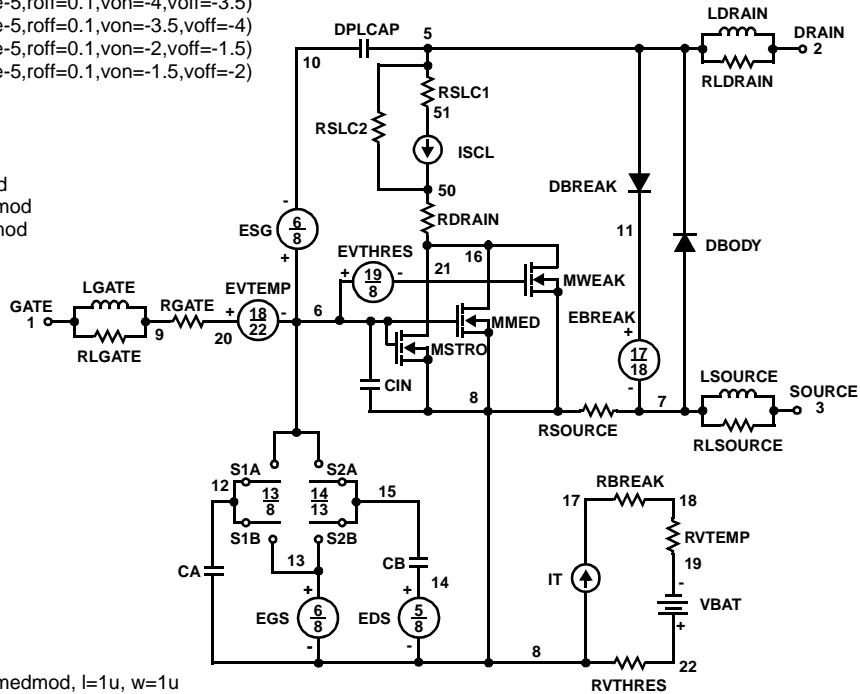 e-5,roff=0.1,von=-4,voff=-3.5)
e-5,roff=0.1,von=-3.5,voff=-4)
e-5,roff=0.1,von=-2,voff=-1.5)
e-5,roff=0.1,von=-1.5,voff=-2)
d
mod
nod
DPLCAP
5
10
LDRAIN
DRAIN
2
RLDRAIN
RSLC1
51
RSLC2
ISCL
50
RDRAIN
DBREAK
11
DBODY
-
ESG
6
8
+
EVTHRES
+
19
8
-
21
16
MWEAK
LGATE
GATE
1
RLGATE
9
RGATE
20
EVTEMP
+
18
22
-
6
MMED
MSTRO
CIN
8
EBREAK
+
17
18
-
7
LSOURCE
SOURCE
3
RLSOURCE
RSOURCE
S1A
S2A
12
13
8
14
13
15
S1B
S2B
13
CA
CB
14
+
EGS
6
8
-
+
EDS
5
8
-
RBREAK
17
18
RVTEMP
19
IT
-
VBAT
+
8
22
RVTHRES
medmod, l=1u, w=1u